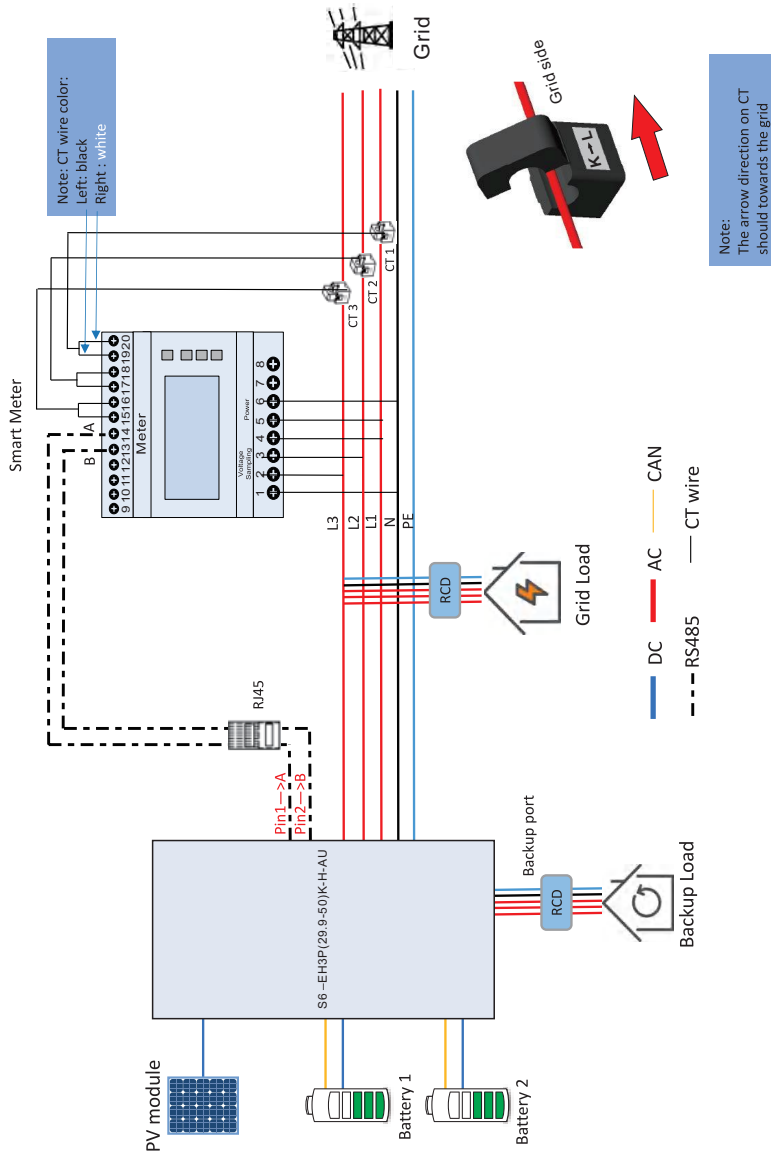 Smart Meter
Note: CT wire color:
Left: black
Right : white
B
A
9
10
11
12
13
14
15
16
17
18
19
20
Meter
Voltage
Sampling
Power
1
2
3
4
5
6
7
8
CT 3
CT 2
CT 1
Grid
L3
L2
L1
N
PE
RJ45
Pin1—>A
Pin2—>B
S6 –EH3P(29.9-50)K-H-AU
PV module
Battery 1
Battery 2
Backup port
RCD
Backup Load
RCD
Grid Load
DC
AC
CAN
RS485
CT wire
Grid side
K→L
Note:
The arrow direction on CT
should towards the grid